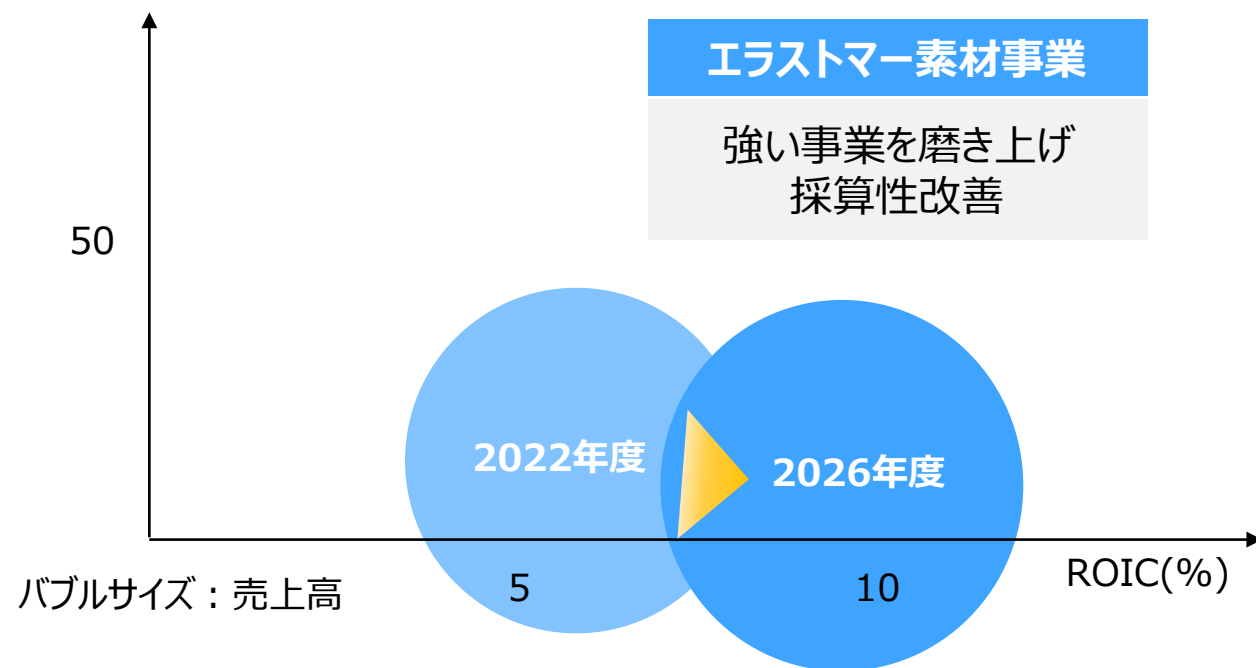 エラストマー素材事業
強い事業を磨き上げ
採算性改善
50
2022年度
2026年度
5
10
ROIC(%)
バブルサイズ：売上高